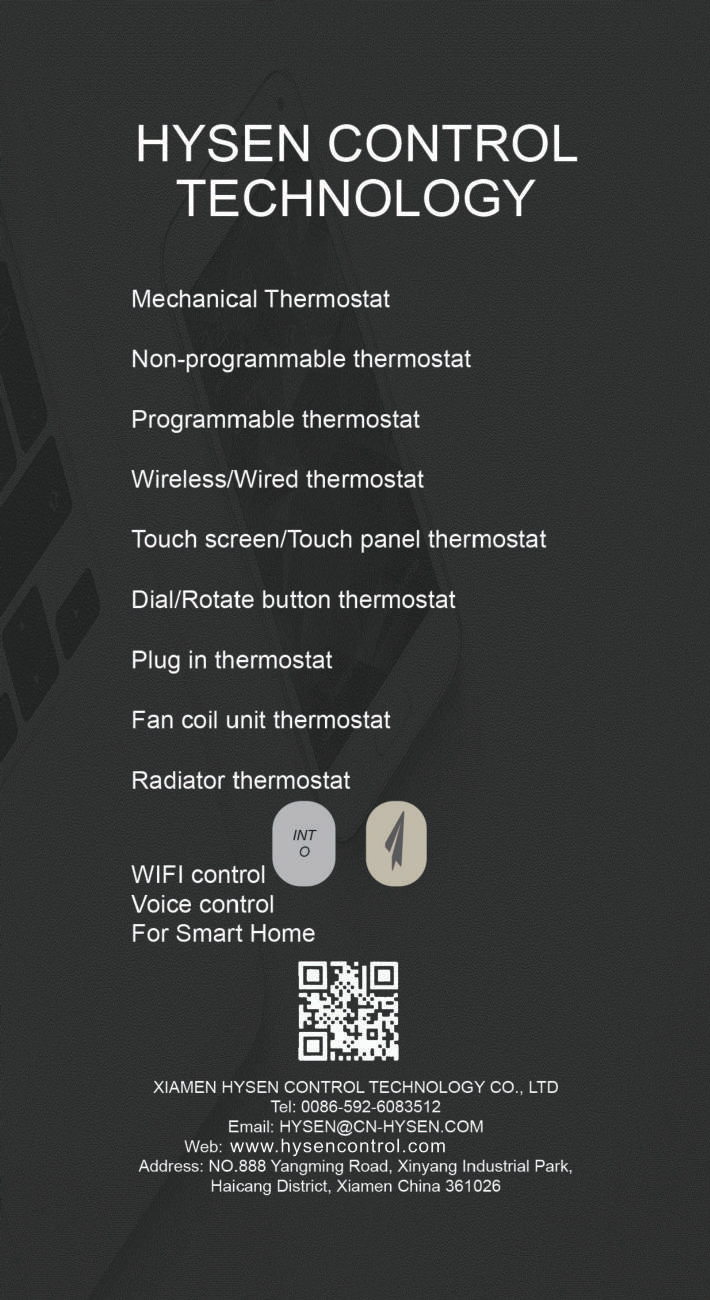 HYSEN CONTROL
TECHNOLOGY
Mechanical Thermostat
Non-programmable thermostat
Programmable thermostat
Wireless/Wired thermostat
Touch screen/Touch panel thermostat
Dial/Rotate button thermostat
Plug in thermostat
Fan coil unit thermostat
Radiator thermostat
INT
O
WIFI control
Voice control
For Smart Home
XIAMEN HYSEN CONTROL TECHNOLOGY CO., LTD
Tel: 0086-592-6083512
Email: HYSEN@CN-HYSEN.COM
Web: www.hysencontrol.com
Address: NO.888 Yangming Road, Xinyang Industrial Park,
Haicang District, Xiamen China 361026